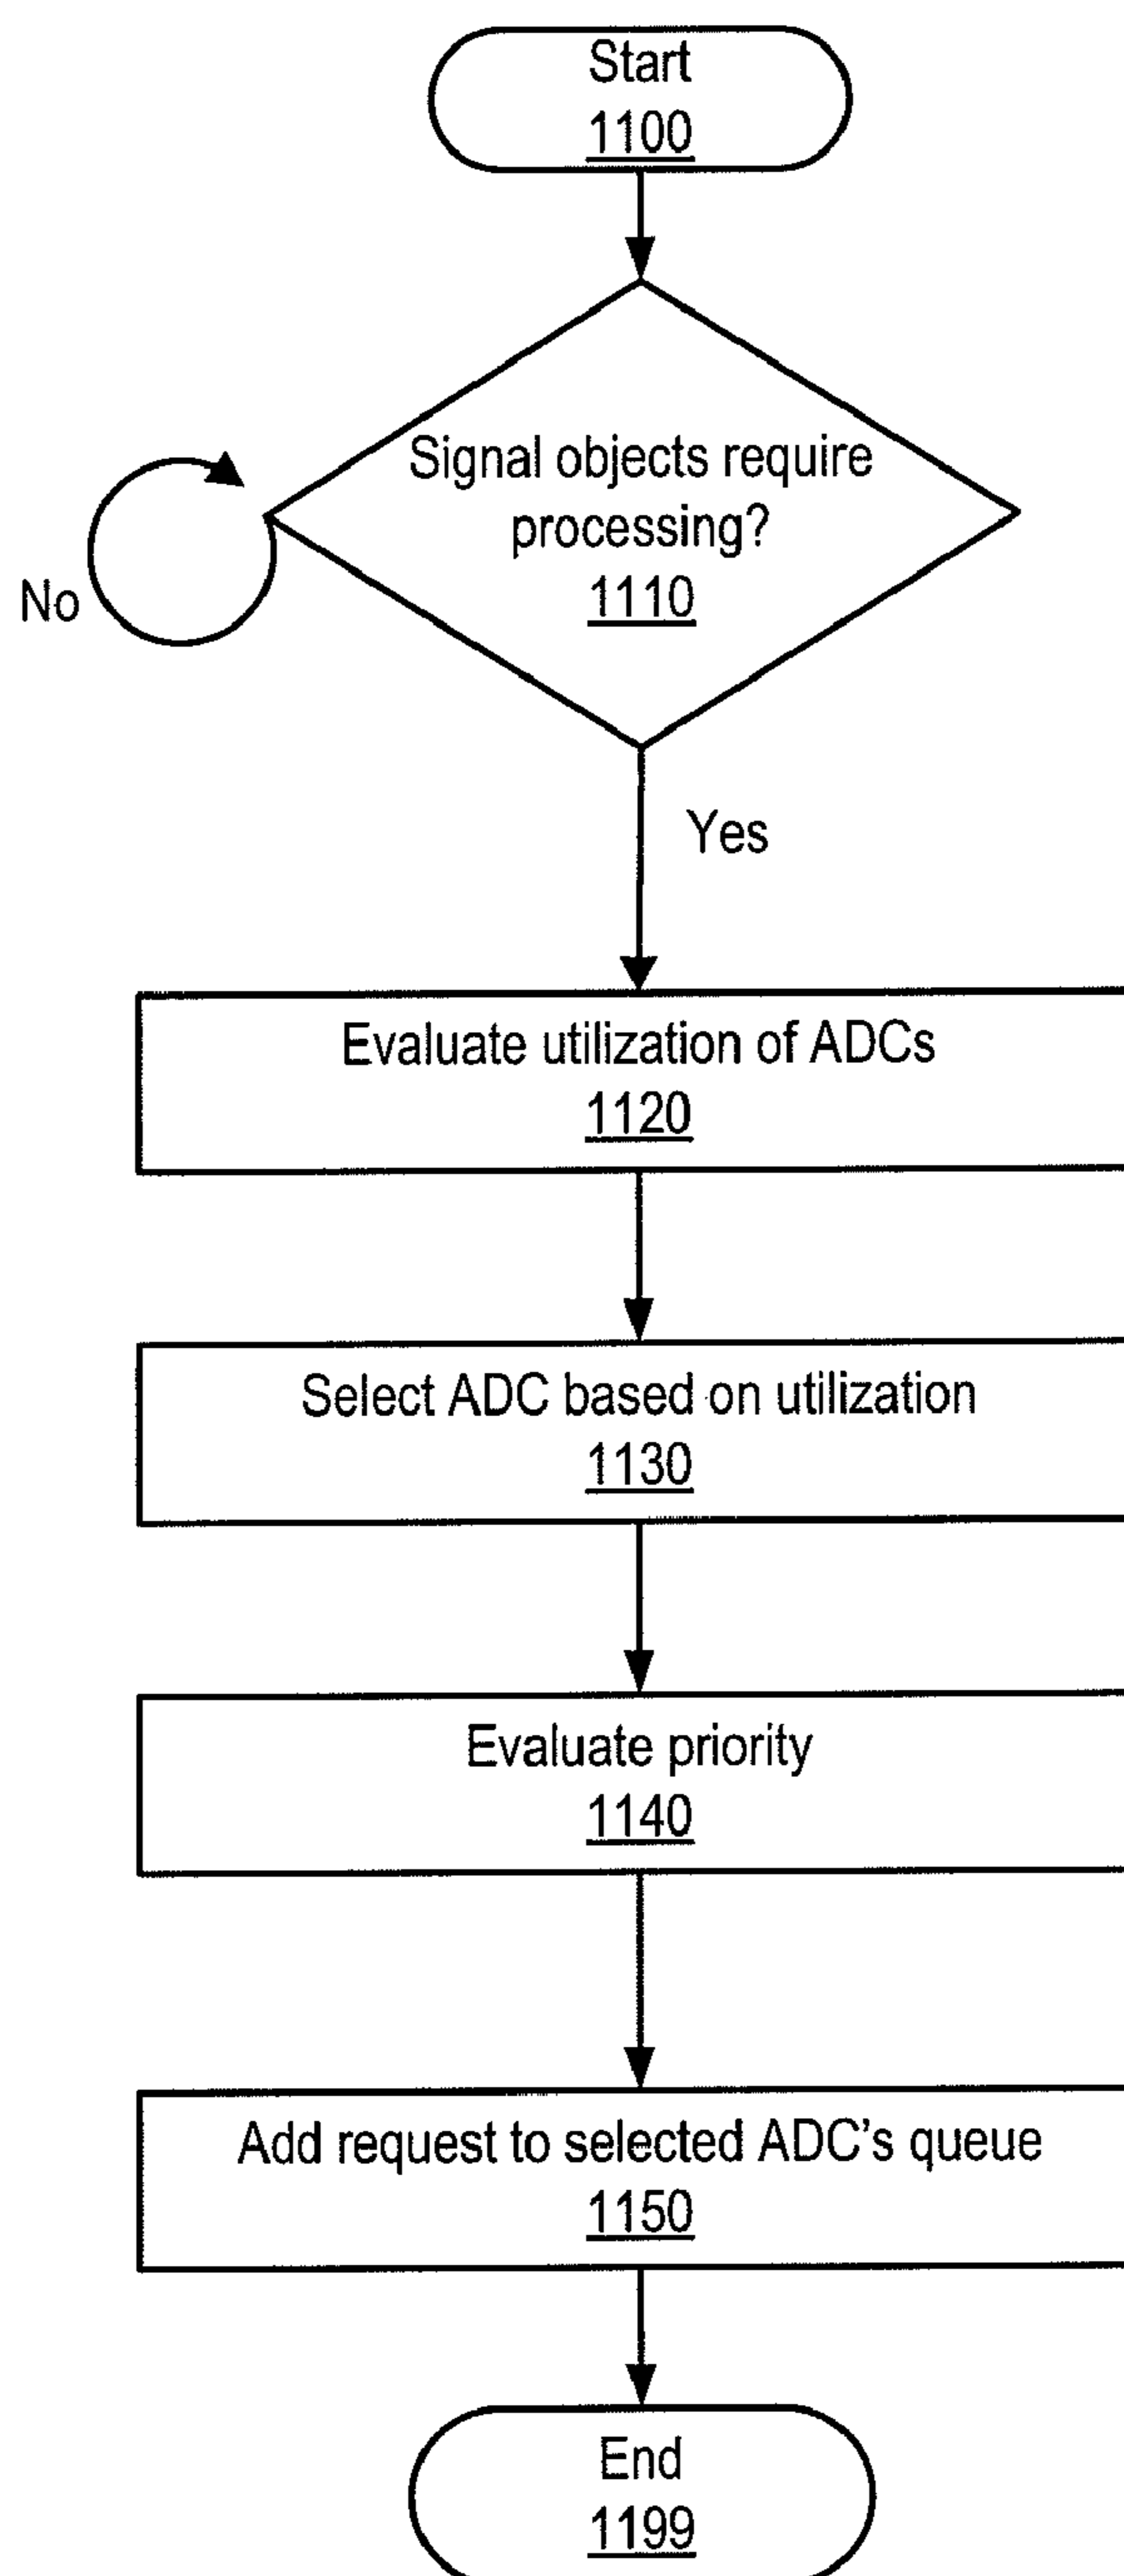 Start
1100
Signal objects require
processing?
1110
No
Yes
Evaluate utilization of ADCs
1120
Select ADC based on utilization
1130
Evaluate priority
1140
Add request to selected ADC's queue
1150
End
1199